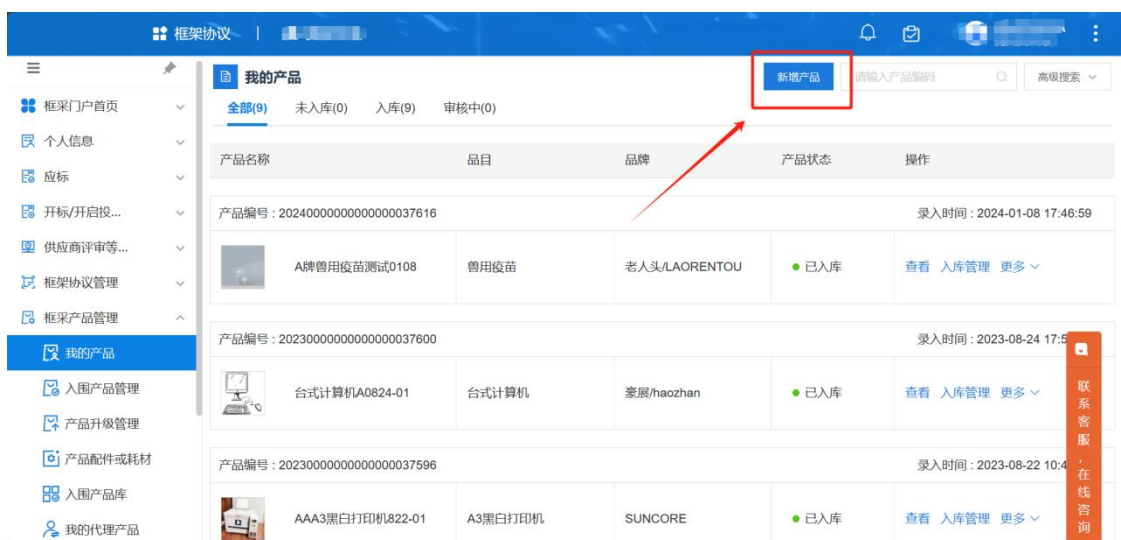 框架协议 |
我的产品
新增产品 请输入产品编码 高级搜索
全部(9) 未入库(0) 入库(9) 审核中(0)
框采门户首页
个人信息
应标
开标/开启投...
供应商评审等...
框架协议管理
框采产品管理
我的产品
入围产品管理
产品升级管理
产品配件或耗材
入围产品库
我的代理产品
产品名称 品目 品牌 产品状态 操作
产品编号 : 20240000000000000037616 录入时间 : 2024-01-08 17:46:59
A牌兽用疫苗测试0108 兽用疫苗 老人头/LAORENTOU 已入库 查看 入库管理 更多
产品编号 : 20230000000000000037600 录入时间 : 2023-08-24 17:5
台式计算机A0824-01 台式计算机 豪展/haozhan 已入库 查看 入库管理 更多
产品编号 : 20230000000000000037596 录入时间 : 2023-08-22 10:4
AAA3黑白打印机822-01 A3黑白打印机 SUNCORE 已入库 查看 入库管理 更多
联系客服，在线咨询